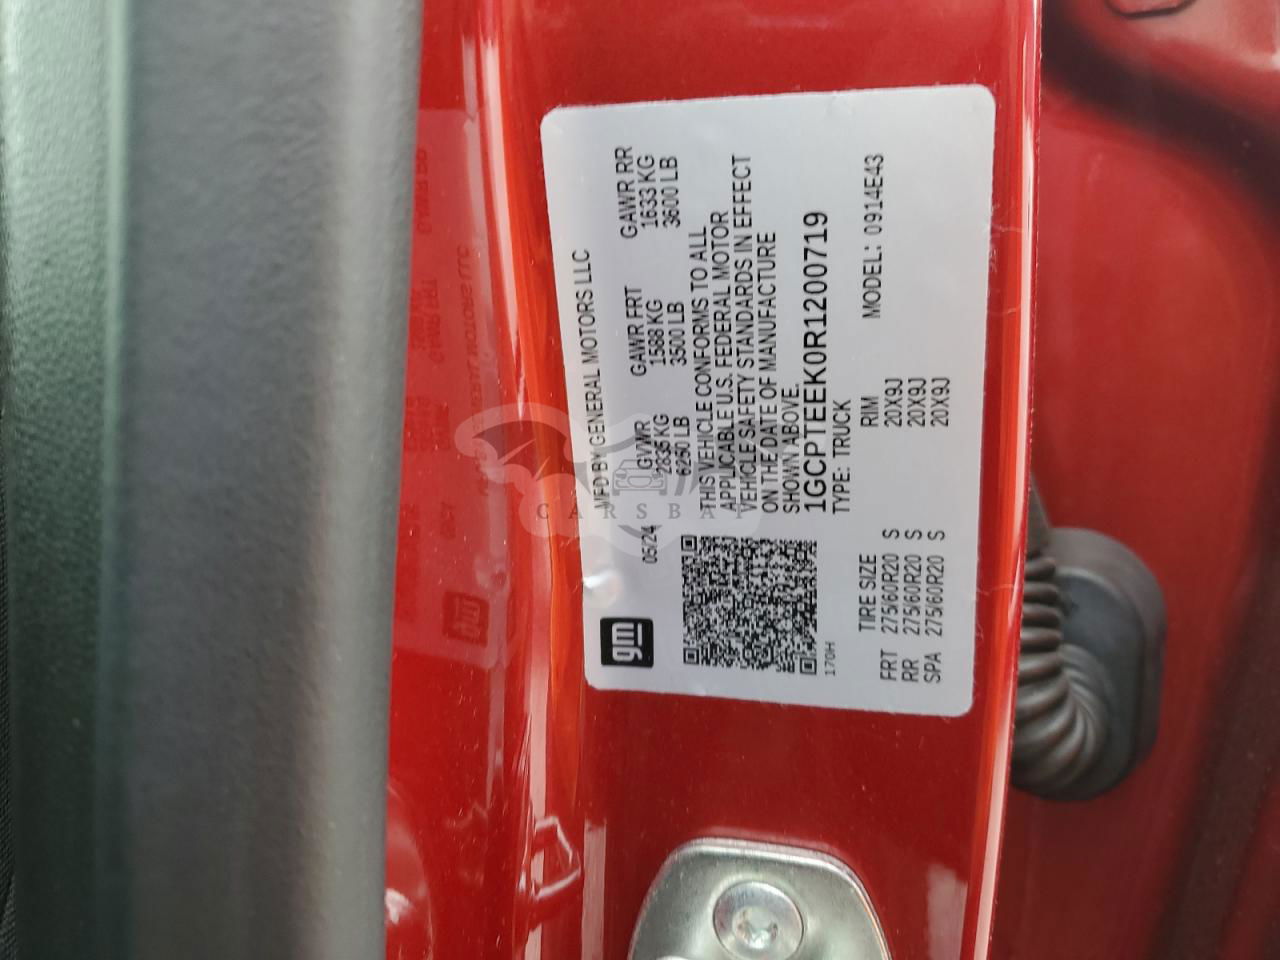 gm
MFD BY GENERAL MOTORS LLC
05/24
GVWR GAWR FRT GAWR RR
2835 KG 1588 KG 1633 KG
6250 LB 3500 LB 3600 LB
THIS VEHICLE CONFORMS TO ALL
APPLICABLE U.S. FEDERAL MOTOR
VEHICLE SAFETY STANDARDS IN EFFECT
ON THE DATE OF MANUFACTURE
SHOWN ABOVE.
1GCPTEEK0R1200719
TYPE: TRUCK
170H
TIRE SIZE RIM MODEL: 0914E43
FRT 275/60R20 S 20X9J
RR 275/60R20 S 20X9J
SPA 275/60R20 S 20X9J